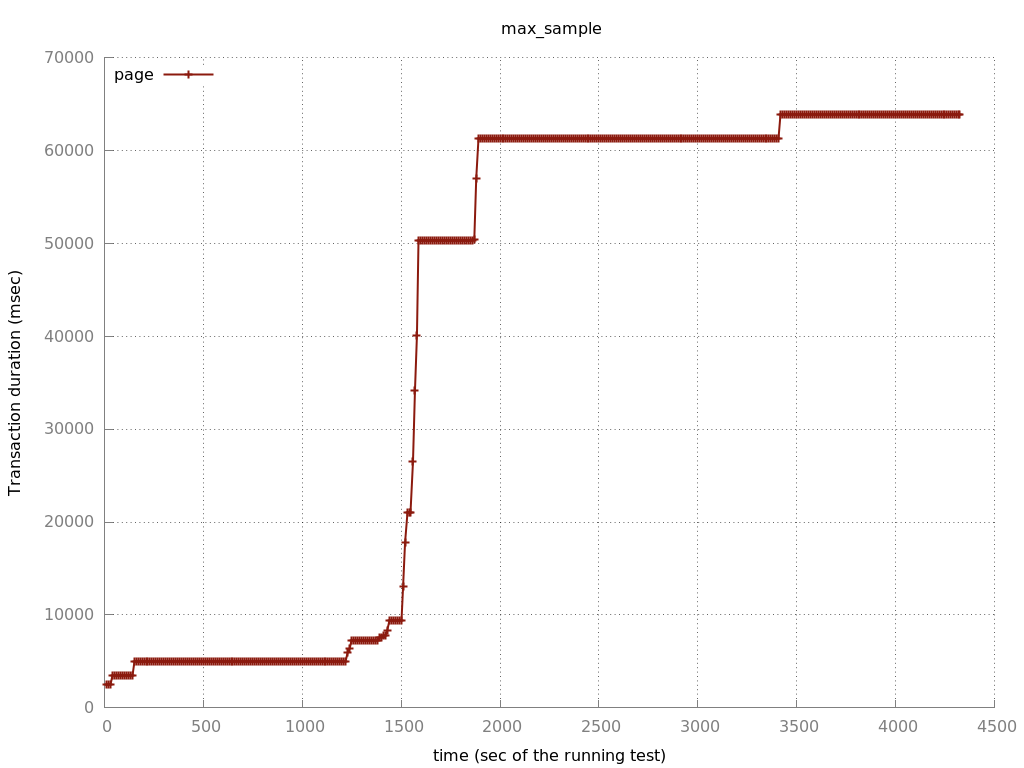 max_sample
page
70000
60000
50000
40000
30000
20000
10000
0
Transaction duration (msec)
0 500 1000 1500 2000 2500 3000 3500 4000 4500
time (sec of the running test)